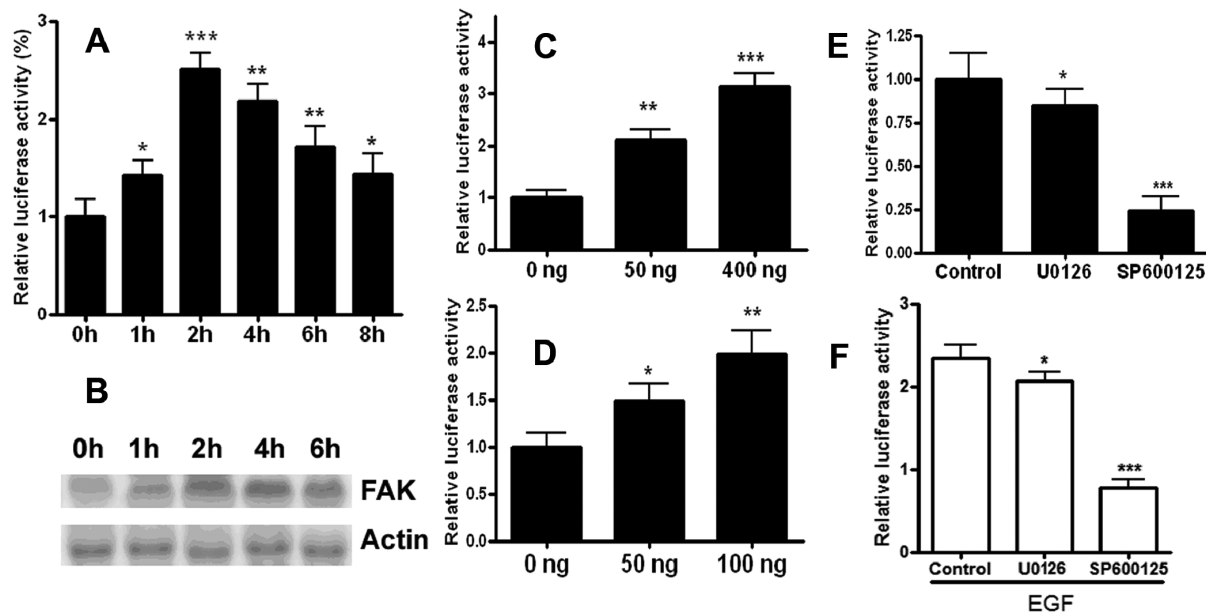 A
Relative luciferase activity (%)
3
2
1
0
*
***
**
**
*
0h 1h 2h 4h 6h 8h
B
0h 1h 2h 4h 6h
FAK
Actin
C
Relative luciferase activity
4
3
2
1
0
**
***
0 ng 50 ng 400 ng
D
Relative luciferase activity
2.5
2.0
1.5
1.0
0.5
0.0
*
**
0 ng 50 ng 100 ng
E
Relative luciferase activity
1.25
1.00
0.75
0.50
0.25
0.00
*
***
Control U0126 SP600125
F
Relative luciferase activity
3
2
1
0
*
***
Control U0126 SP600125
EGF